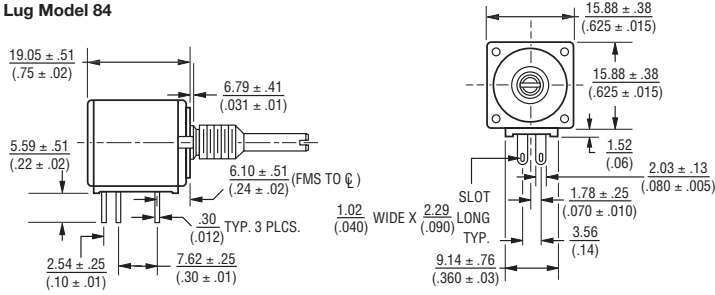 Lug Model 84
19.05 ± .51
(.75 ± .02)
6.79 ± .41
(.031 ± .01)
5.59 ± .51
(.22 ± .02)
6.10 ± .51
(.24 ± .02)
(FMS TO ℄ )
.30
(.012)
TYP. 3 PLCS.
2.54 ± .25
(.10 ± .01)
7.62 ± .25
(.30 ± .01)
15.88 ± .38
(.625 ± .015)
15.88 ± .38
(.625 ± .015)
1.52
(.06)
2.03 ± .13
(.080 ± .005)
SLOT
1.02
(.040)
WIDE X
2.29
(.090)
LONG
TYP.
1.78 ± .25
(.070 ± .010)
3.56
(.14)
9.14 ± .76
(.360 ± .03)